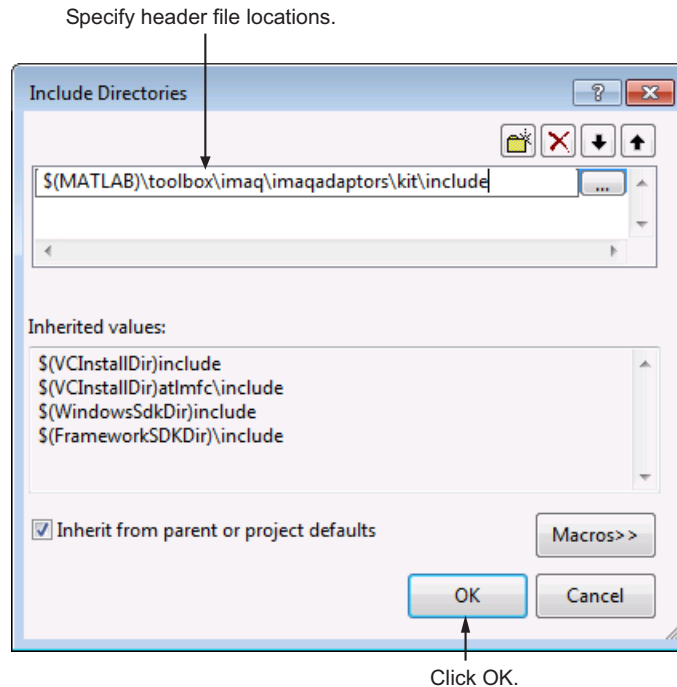 Specify header file locations.
Include Directories
$(MATLAB)\toolbox\imaq\imaqadaptors\kit\include
...
Inherited values:
$(VCInstallDir)include
$(VCInstallDir)atlmfc\include
$(WindowsSdkDir)include
$(FrameworkSDKDir)\include
Inherit from parent or project defaults
Macros>>
OK
Cancel
Click OK.